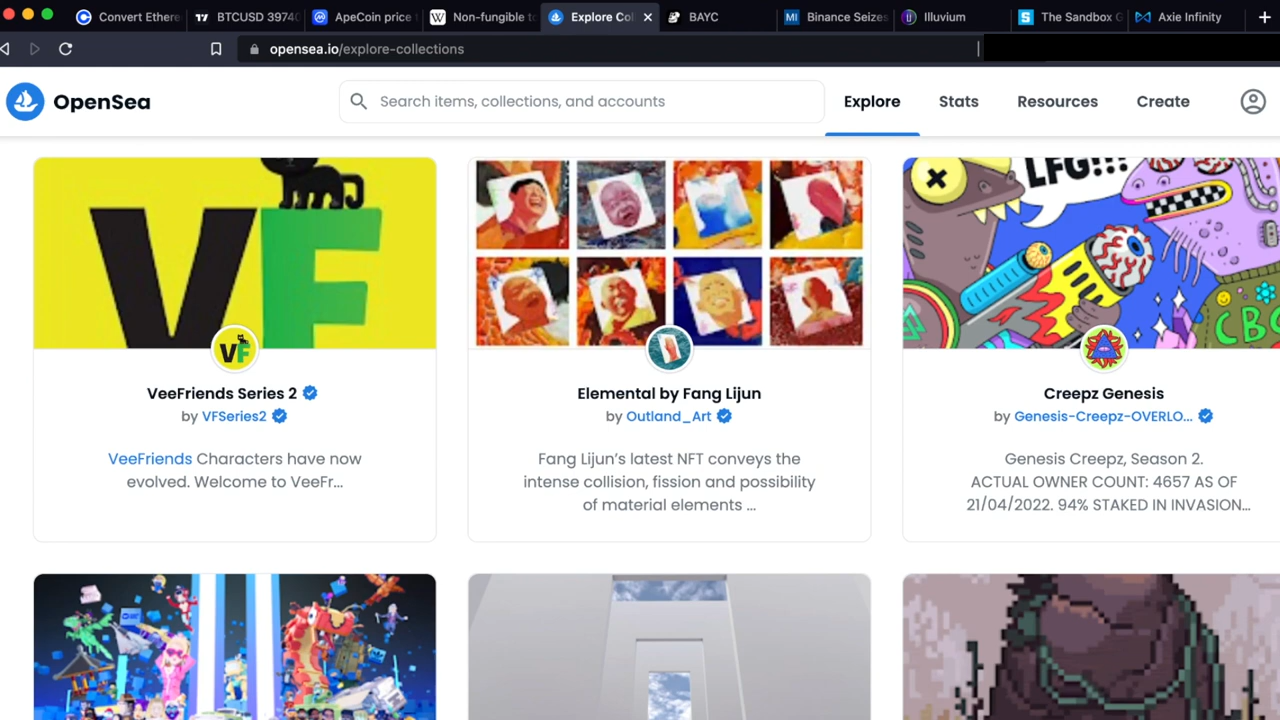 Convert Ethere
BTCUSD 39740
ApeCoin price
Non-fungible to
Explore Col
BAYC
Binance Seizes
Illuvium
The Sandbox G
Axie Infinity
opensea.io/explore-collections
OpenSea
Search items, collections, and accounts
Explore
Stats
Resources
Create
VF
LFG!!!
CBC
VF
VeeFriends Series 2
by VFSeries2
VeeFriends Characters have now
evolved. Welcome to VeeFr...
Elemental by Fang Lijun
by Outland_Art
Fang Lijun’s latest NFT conveys the
intense collision, fission and possibility
of material elements ...
Creepz Genesis
by Genesis-Creepz-OVERLO...
Genesis Creepz, Season 2.
ACTUAL OWNER COUNT: 4657 AS OF
21/04/2022. 94% STAKED IN INVASION...